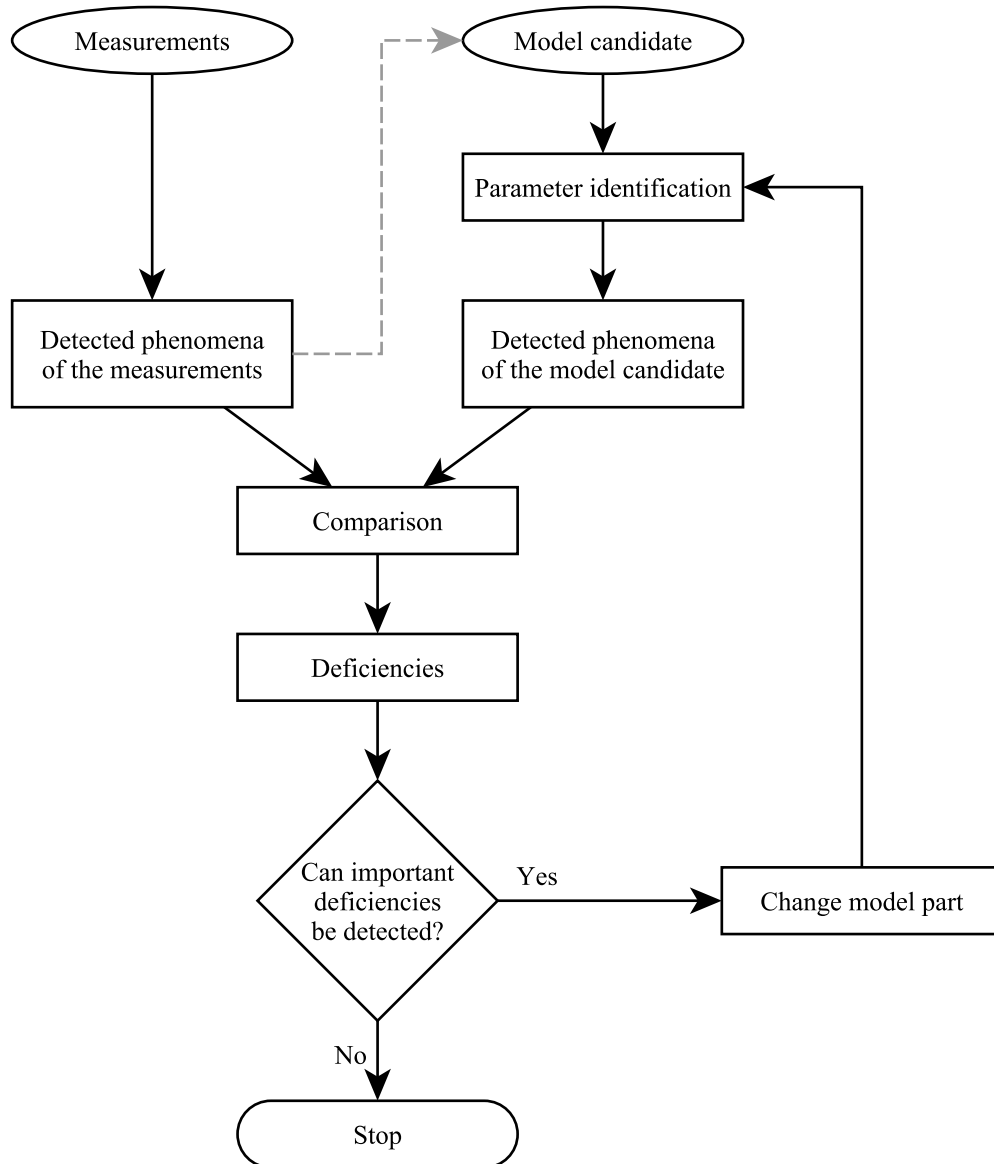 Measurements
Model candidate
Parameter identification
Detected phenomena
of the measurements
Detected phenomena
of the model candidate
Comparison
Deficiencies
Can important
deficiencies
be detected?
Yes
Change model part
No
Stop